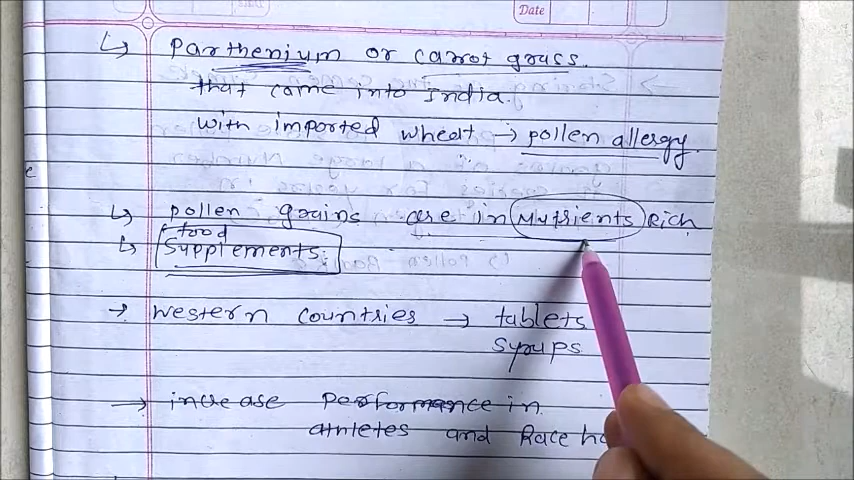 Date
↳ Parthenium or carrot grass.
that came into India.
with imported wheat → pollen allergy.
↳ pollen grains are in Nutrients Rich
↳ food
Supplements.
→ Western countries → tablets
syrups
→ increase performance in
athletes and Race ho